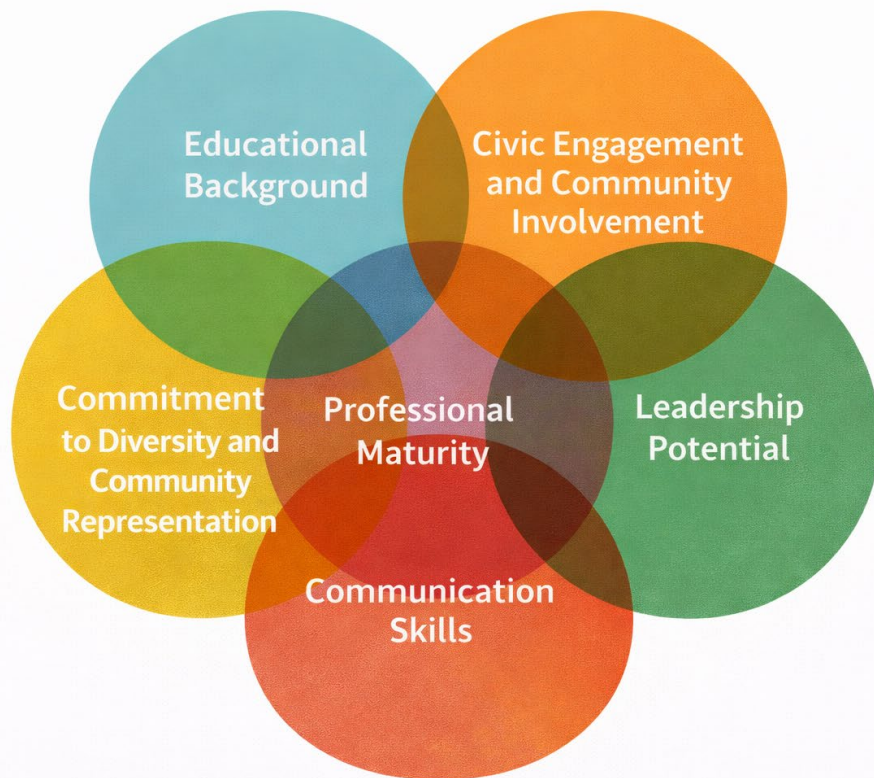 Educational
Background
Civic Engagement
and Community
Involvement
Commitment
to Diversity and
Community
Representation
Professional
Maturity
Leadership
Potential
Communication
Skills